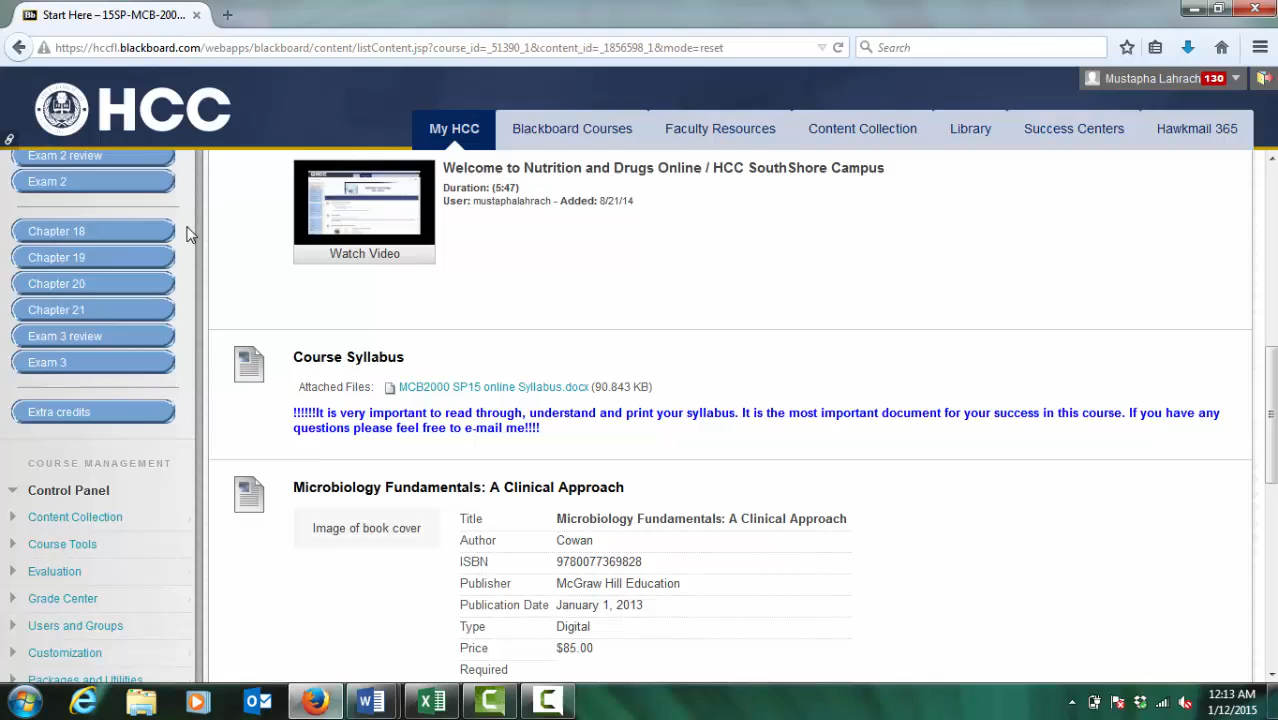 Bb Start Here – 15SP-MCB-200...
https://hccfl.blackboard.com/webapps/blackboard/content/listContent.jsp?course_id=_51390_1&content_id=_1856598_1&mode=reset
Search
HCC
Mustapha Lahrach 130
My HCC
Blackboard Courses
Faculty Resources
Content Collection
Library
Success Centers
Hawkmail 365
Exam 2 review
Exam 2
Chapter 18
Chapter 19
Chapter 20
Chapter 21
Exam 3 review
Exam 3
Extra credits
COURSE MANAGEMENT
Control Panel
Content Collection
Course Tools
Evaluation
Grade Center
Users and Groups
Customization
Packages and Utilities
Watch Video
Welcome to Nutrition and Drugs Online / HCC SouthShore Campus
Duration: (5:47)
User: mustaphalahrach - Added: 8/21/14
Course Syllabus
Attached Files: MCB2000 SP15 online Syllabus.docx (90.843 KB)
!!!!!!It is very important to read through, understand and print your syllabus. It is the most important document for your success in this course. If you have any
questions please feel free to e-mail me!!!!
Microbiology Fundamentals: A Clinical Approach
Image of book cover
Title Microbiology Fundamentals: A Clinical Approach
Author Cowan
ISBN 9780077369828
Publisher McGraw Hill Education
Publication Date January 1, 2013
Type Digital
Price $85.00
Required
12:13 AM
1/12/2015